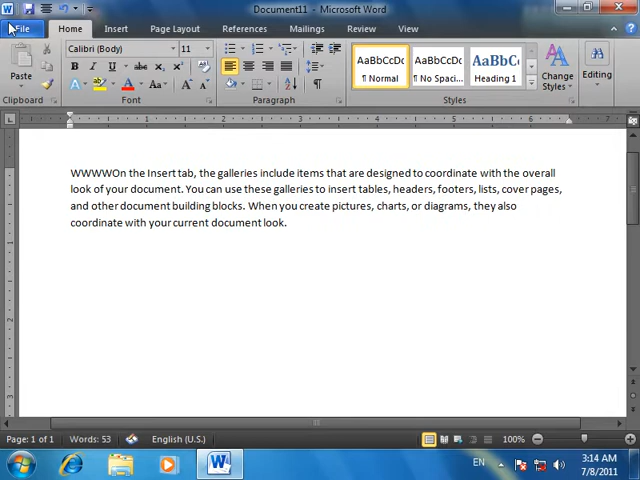 Document11 - Microsoft Word
File Home Insert Page Layout References Mailings Review View
Calibri (Body) 11
Paste
B I U abc X₂ X² Aa
AaBbCcDc AaBbCcDc AaBbC
¶ Normal ¶ No Spaci... Heading 1
Change Styles
Editing
Clipboard Font Paragraph Styles
WWWWOn the Insert tab, the galleries include items that are designed to coordinate with the overall
look of your document. You can use these galleries to insert tables, headers, footers, lists, cover pages,
and other document building blocks. When you create pictures, charts, or diagrams, they also
coordinate with your current document look.
Page: 1 of 1 Words: 53 English (U.S.) 100%
EN 3:14 AM
7/8/2011